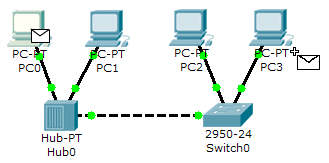 PC-PT
PC0
PC-PT
PC1
PC-PT
PC2
PC-PT
PC3
Hub-PT
Hub0
2950-24
Switch0